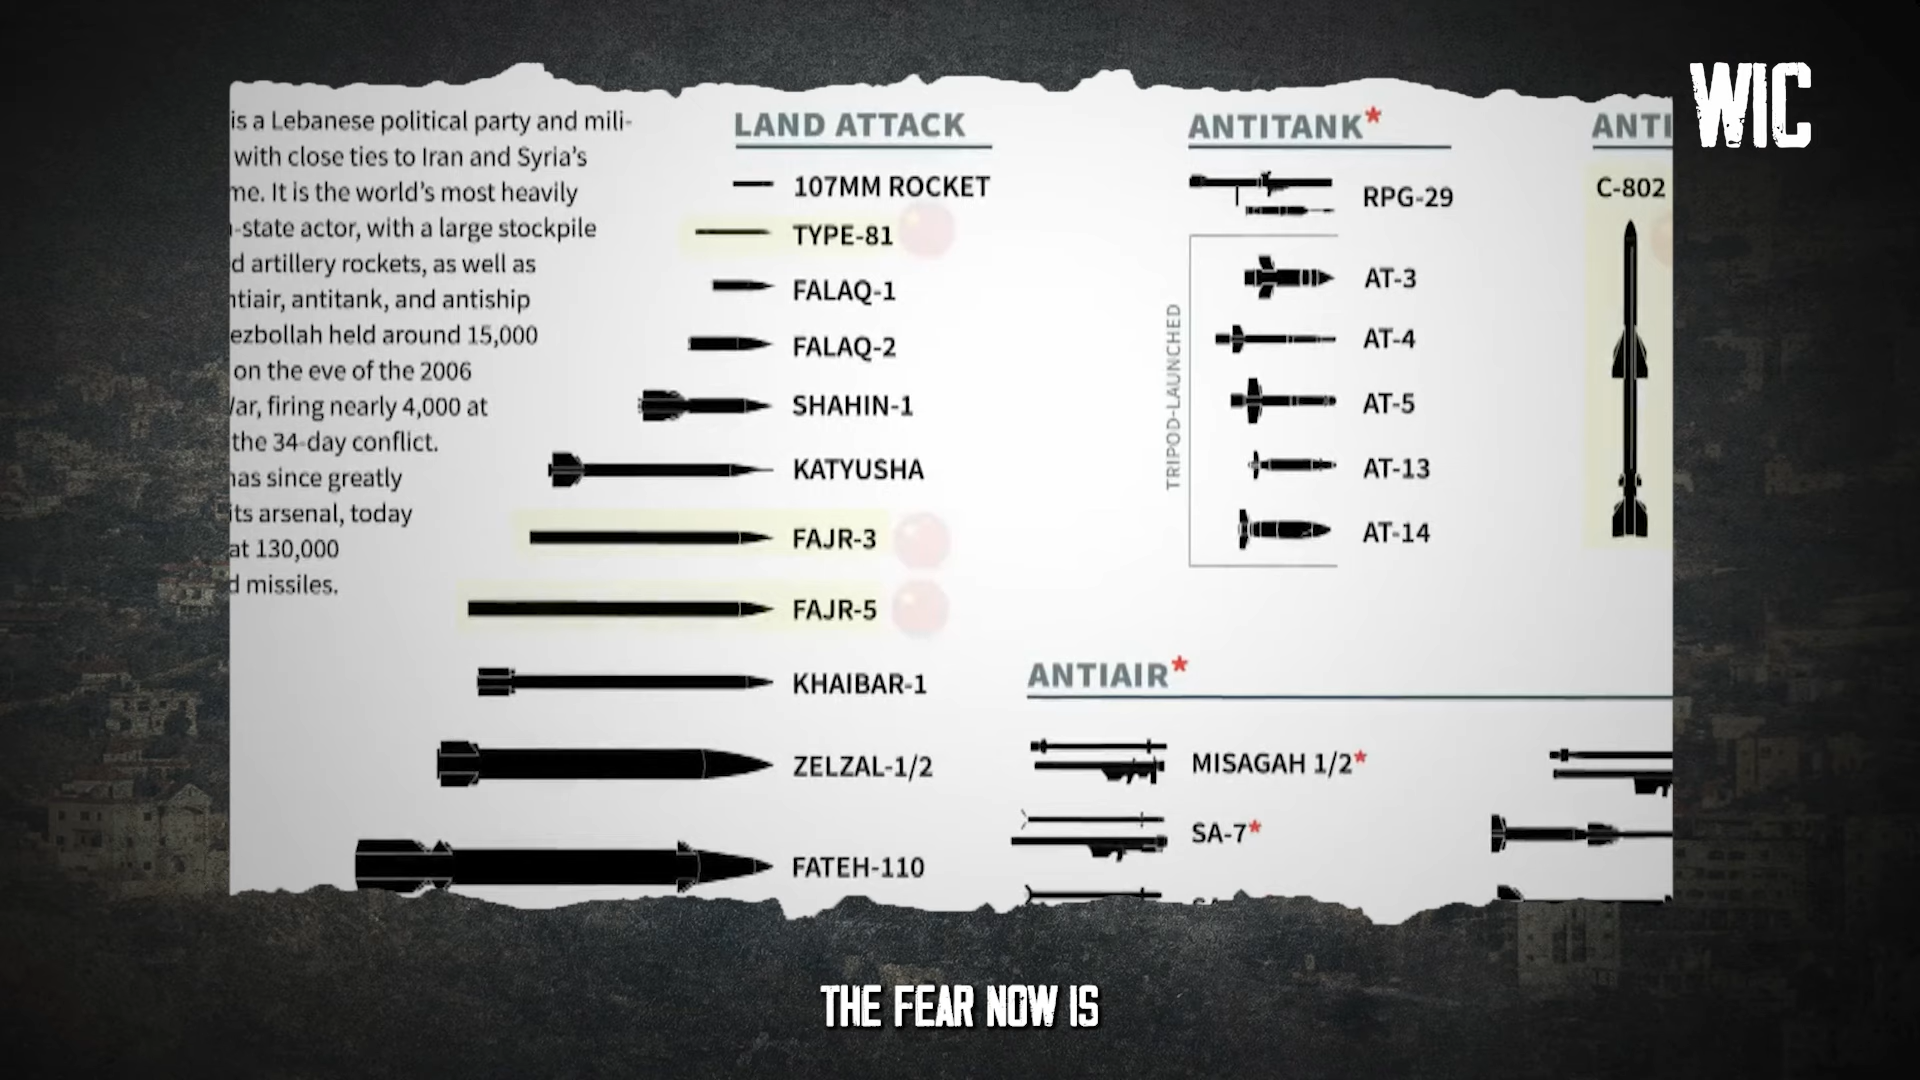 WIC
is a Lebanese political party and mili-
with close ties to Iran and Syria's
me. It is the world's most heavily
-state actor, with a large stockpile
d artillery rockets, as well as
ntiair, antitank, and antiship
ezbollah held around 15,000
on the eve of the 2006
War, firing nearly 4,000 at
the 34-day conflict.
has since greatly
its arsenal, today
at 130,000
d missiles.
LAND ATTACK
107MM ROCKET
TYPE-81
FALAQ-1
FALAQ-2
SHAHIN-1
KATYUSHA
FAJR-3
FAJR-5
KHAIBAR-1
ZELZAL-1/2
FATEH-110
ANTITANK*
RPG-29
TRIPOD-LAUNCHED
AT-3
AT-4
AT-5
AT-13
AT-14
ANTI
C-802
ANTIAIR*
MISAGAH 1/2*
SA-7*
THE FEAR NOW IS